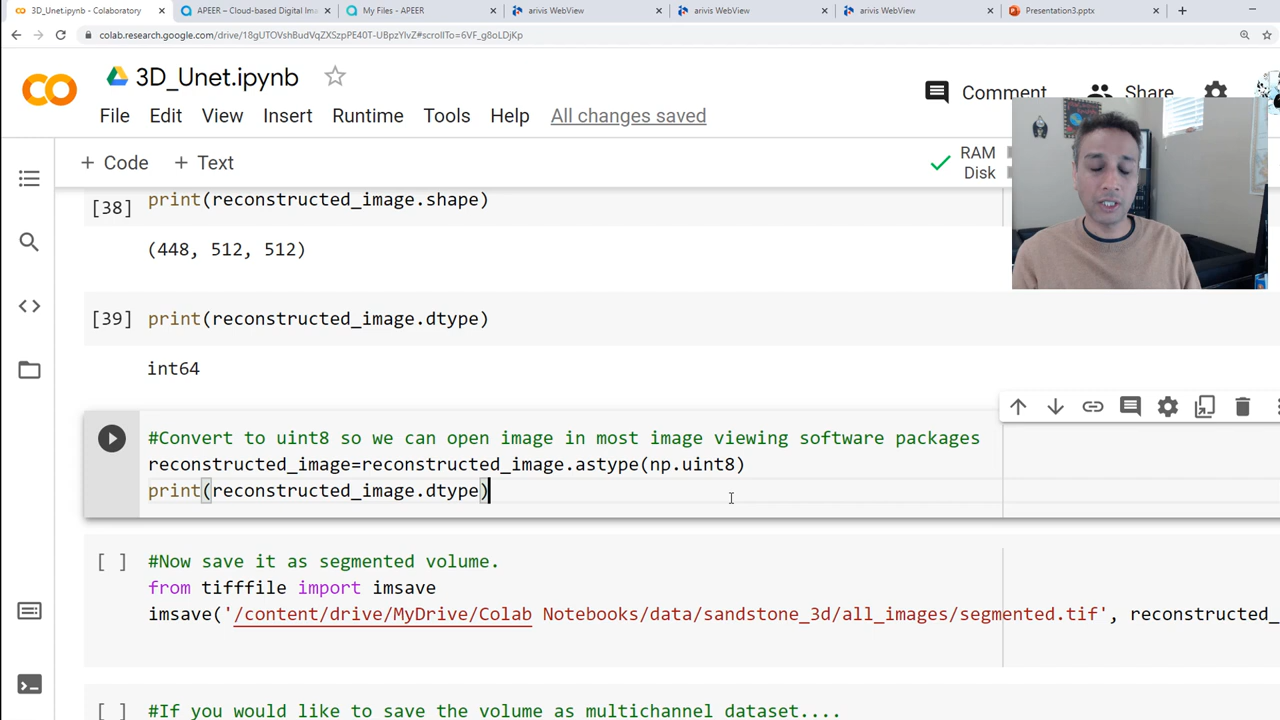 3D_Unet.ipynb - Colaboratory
APEER – Cloud-based Digital Ima
My Files - APEER
arivis WebView
arivis WebView
arivis WebView
Presentation3.pptx
colab.research.google.com/drive/18gUTOVshBudVqZXSzpPE40T-UBpzYlvZ#scrollTo=6VF_g8oLDjKp
CO
3D_Unet.ipynb
Comment
Share
File Edit View Insert Runtime Tools Help All changes saved
+ Code + Text
RAM
Disk
print(reconstructed_image.shape)
[38]
(448, 512, 512)
[39] print(reconstructed_image.dtype)
int64
#Convert to uint8 so we can open image in most image viewing software packages
reconstructed_image=reconstructed_image.astype(np.uint8)
print(reconstructed_image.dtype)
[ ] #Now save it as segmented volume.
from tifffile import imsave
imsave('/content/drive/MyDrive/Colab Notebooks/data/sandstone_3d/all_images/segmented.tif', reconstructed_
[ ] #If you would like to save the volume as multichannel dataset....